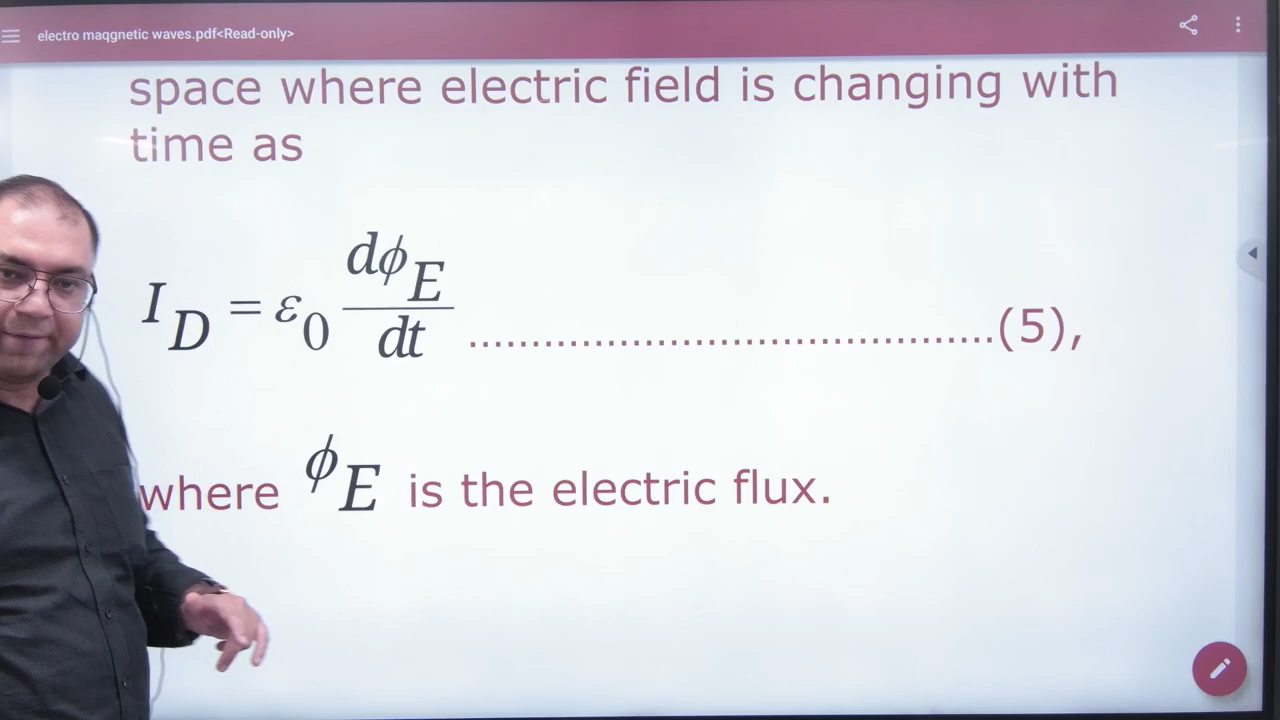 electro maqgnetic waves.pdf<Read-only>
space where electric field is changing with
time as
I_D = ε_0 dϕ_E/dt ..........................................(5),
where ϕ_E is the electric flux.